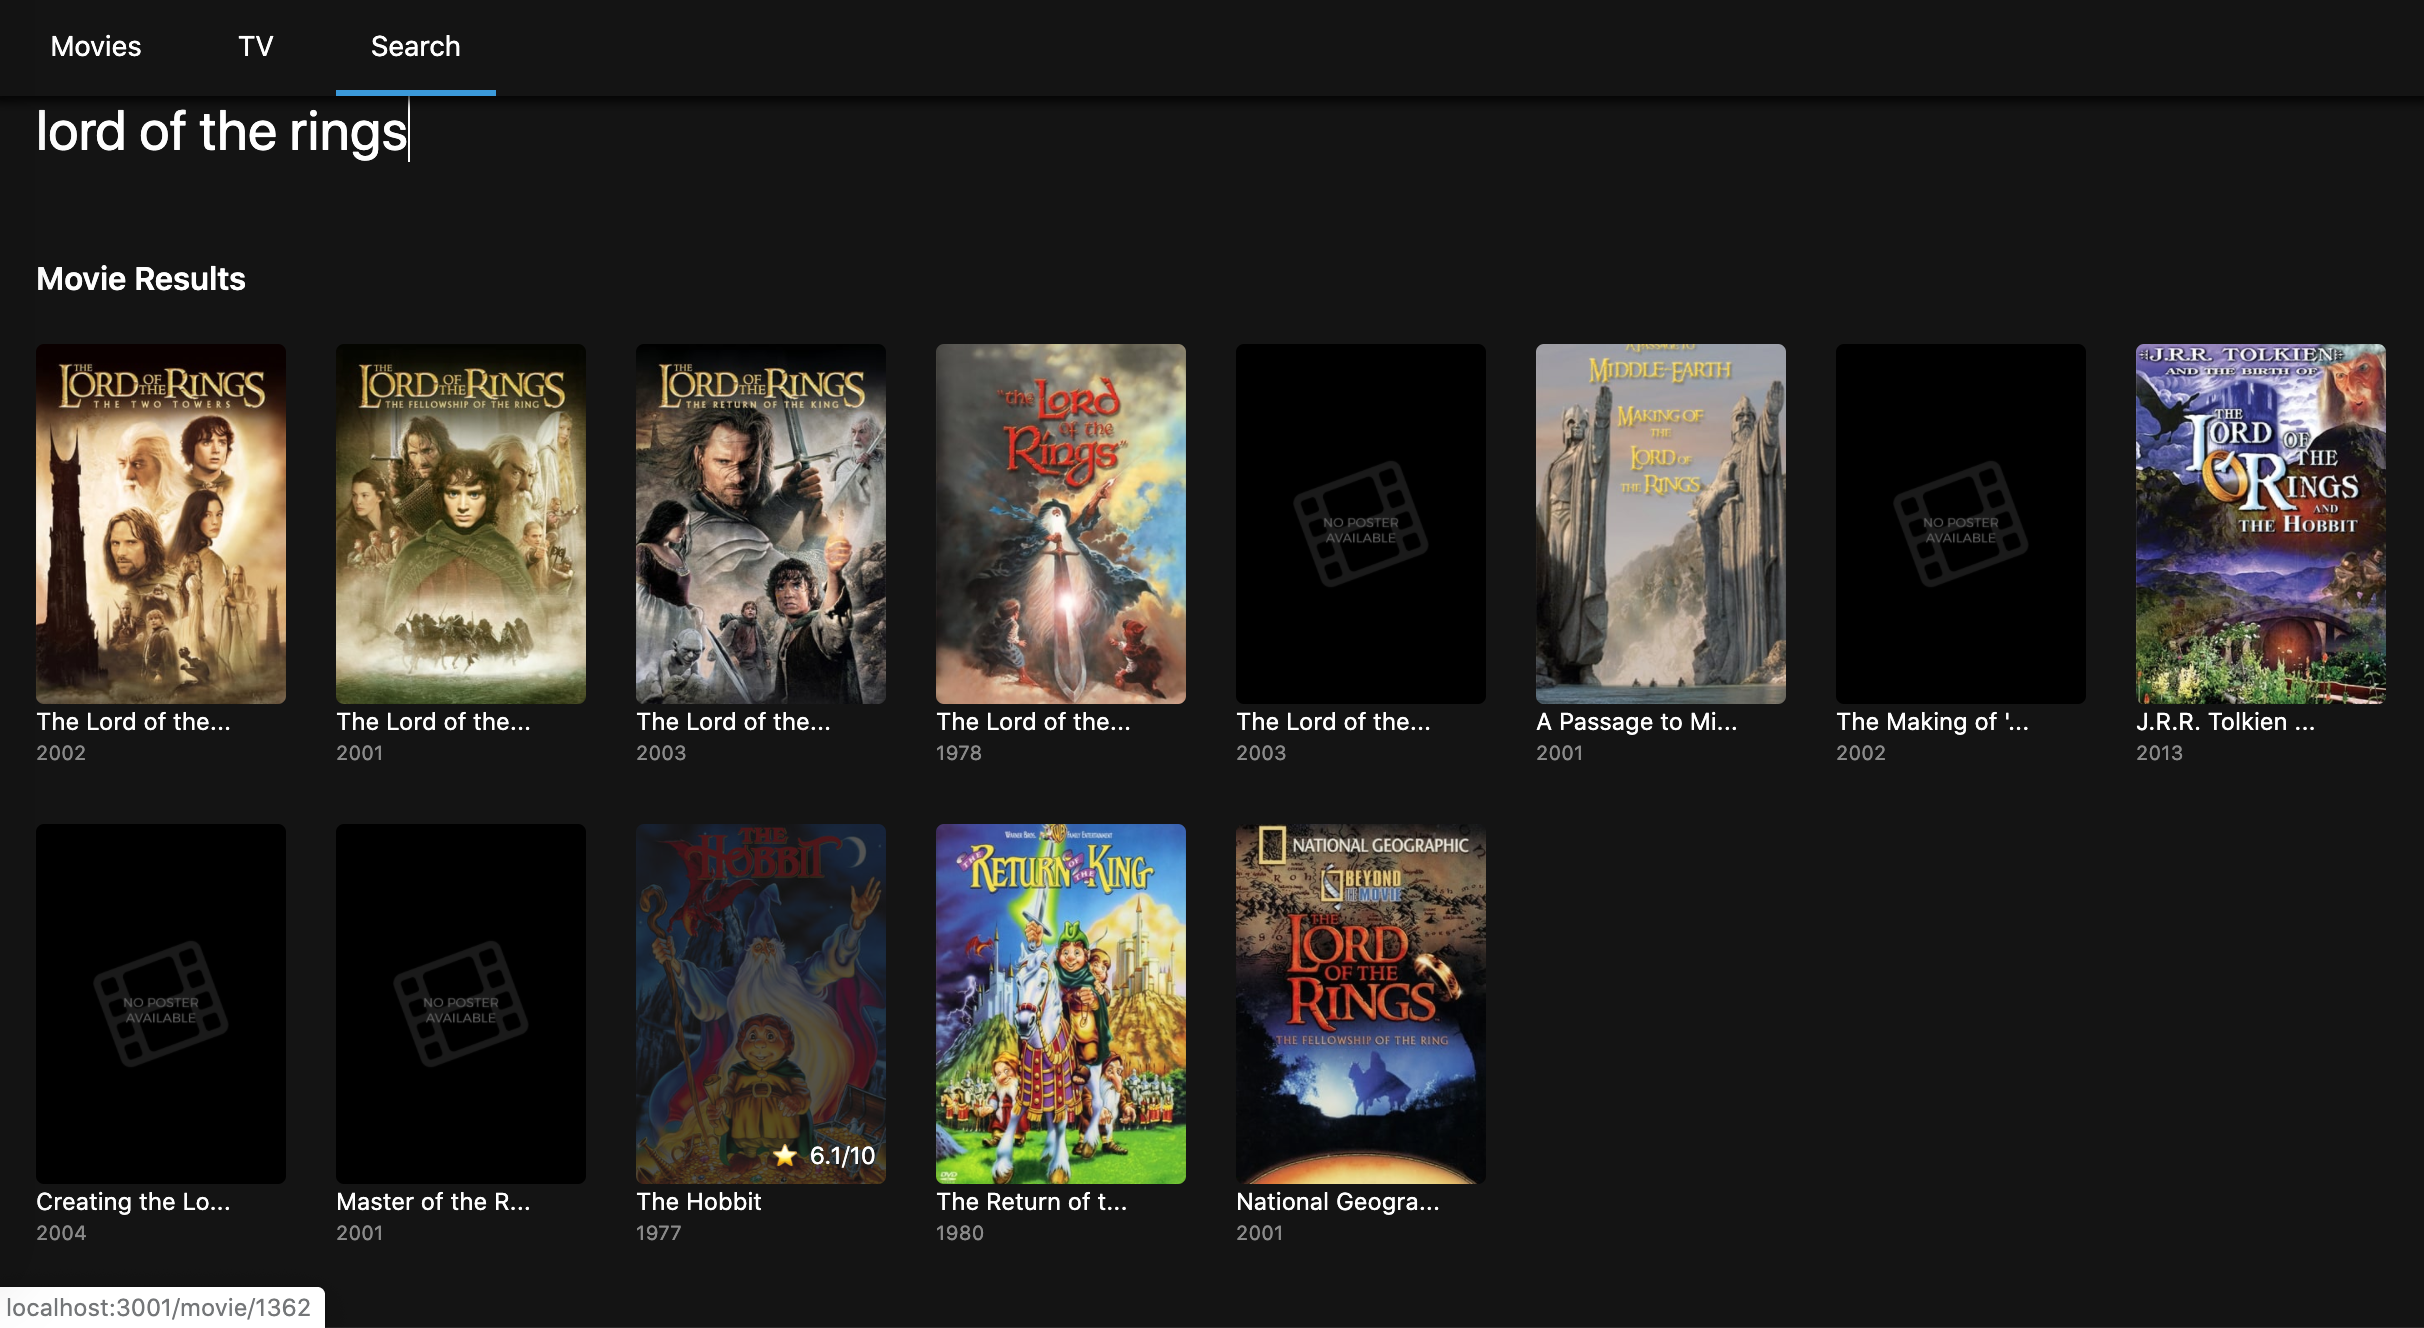 Movies TV Search
lord of the rings
Movie Results
THE
LORD OF THE RINGS
THE TWO TOWERS
THE
LORD OF THE RINGS
THE FELLOWSHIP OF THE RING
THE
LORD OF THE RINGS
THE RETURN OF THE KING
"the Lord
of the
Rings"
NO POSTER
AVAILABLE
A PASSAGE TO
MIDDLE-EARTH
MAKING OF
THE
LORD OF
THE RINGS
NO POSTER
AVAILABLE
J.R.R. TOLKIEN
AND THE BIRTH OF
THE
LORD OF
THE
RINGS
AND
THE HOBBIT
The Lord of the...
2002
The Lord of the...
2001
The Lord of the...
2003
The Lord of the...
1978
The Lord of the...
2003
A Passage to Mi...
2001
The Making of '...
2002
J.R.R. Tolkien ...
2013
NO POSTER
AVAILABLE
NO POSTER
AVAILABLE
THE
HOBBIT
6.1/10
WARNER BROS. FAMILY ENTERTAINMENT
THE RETURN OF THE KING
DVD
NATIONAL GEOGRAPHIC
BEYOND
THE MOVIE
THE
LORD
OF THE
RINGS
THE FELLOWSHIP OF THE RING
Creating the Lo...
2004
Master of the R...
2001
The Hobbit
1977
The Return of t...
1980
National Geogra...
2001
localhost:3001/movie/1362